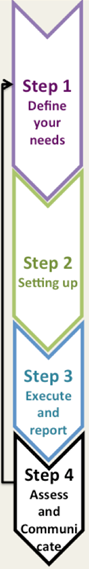 Step 1
Define
your
needs
Step 2
Setting up
Step 3
Execute
and
report
Step 4
Assess
and
Communi
cate